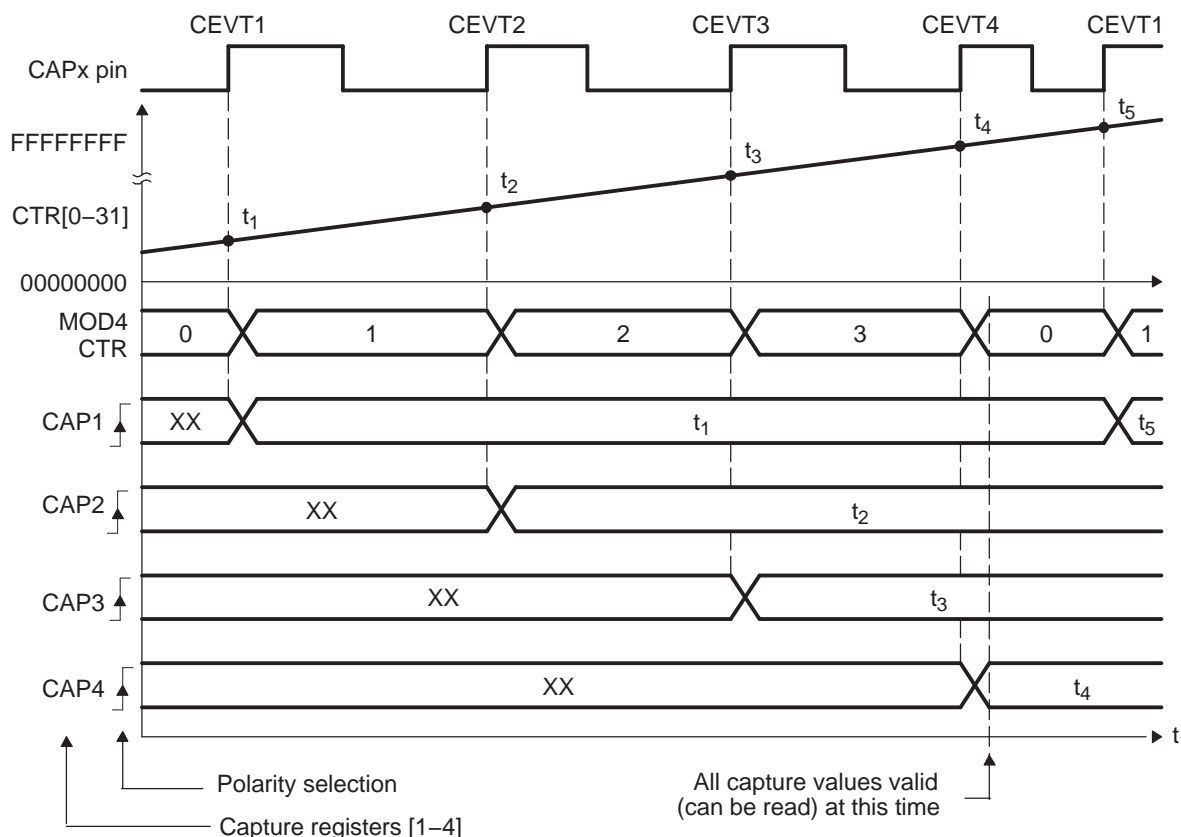 CEVT1 CEVT2 CEVT3 CEVT4 CEVT1
CAPx pin
t5
FFFFFFFF
t4
t3
t2
CTR[0−31]
t1
00000000
MOD4
CTR
0 1 2 3 0 1
CAP1 XX t1 t5
CAP2 XX t2
CAP3 XX t3
CAP4 XX t4
t
Polarity selection
All capture values valid
(can be read) at this time
Capture registers [1−4]